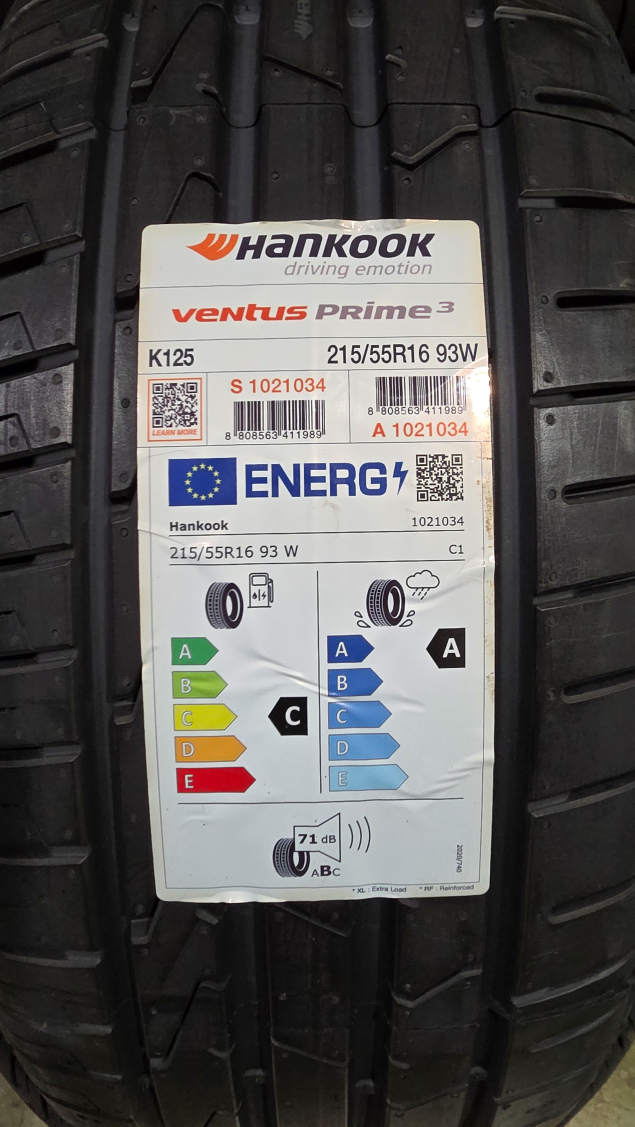 HANKOOK
driving emotion
VENTUS PRIME3
K125 215/55R16 93W
LEARN MORE
S 1021034
8 808563 411989
8 808563 411989
A 1021034
ENERG
Hankook 1021034
215/55R16 93 W C1
A
B
C
D
E
C
A
B
C
D
E
A
71 dB
ABC
2020/740
* XL : Extra Load * RF : Reinforced